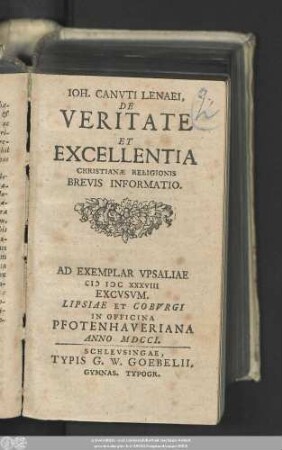 IOH. CANVTI LENAEI,
DE
VERITATE
ET
EXCELLENTIA
CHRISTIANÆ RELIGIONIS
BREVIS INFORMATIO.
AD EXEMPLAR VPSALIAE
CIƆ IƆC XXXVIII
EXCVSVM.
LIPSIAE ET COBVRGI
IN OFFICINA
PFOTENHAVERIANA
ANNO MDCCI.
SCHLEVSINGAE,
TYPIS G. W. GOEBELII,
GYMNAS. TYPOGR.